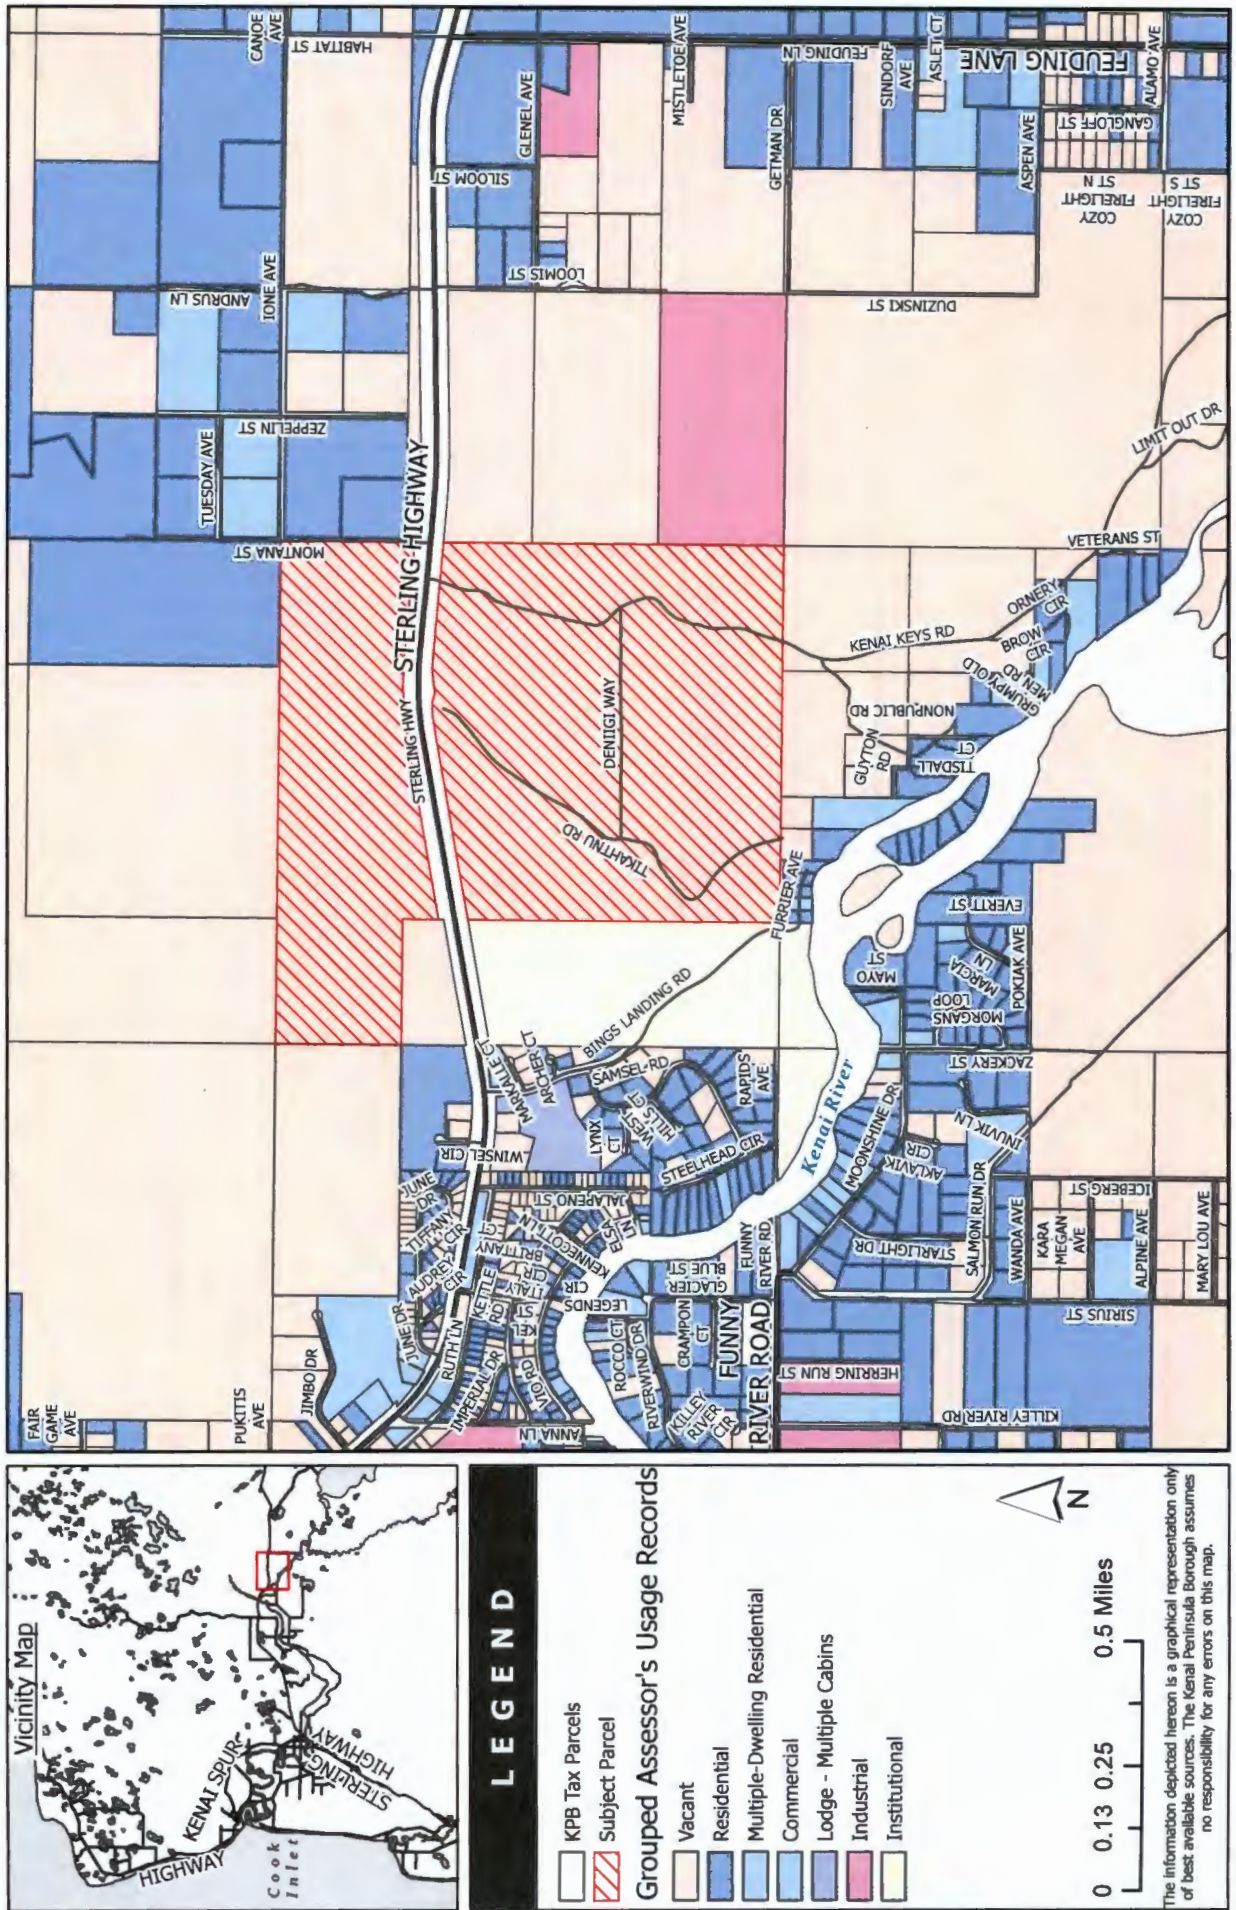 Vicinity Map
KENAI SPUR
HIGHWAY
STERLING
HIGHWAY
Cook
Inlet
LEGEND
KPB Tax Parcels
Subject Parcel
Grouped Assessor's Usage Records
Vacant
Residential
Multiple-Dwelling Residential
Commercial
Lodge - Multiple Cabins
Industrial
Institutional
N
0 0.13 0.25 0.5 Miles
The information depicted hereon is a graphical representation only
of best available sources. The Kenai Peninsula Borough assumes
no responsibility for any errors on this map.
CANOE
AVE
HABITAT ST
IONE AVE
ANDRUS LN
ZEPPELIN ST
TUESDAY AVE
MONTANA ST
STERLING HIGHWAY
STERLING HWY
GLENEL AVE
SILOOM ST
LOOMIS ST
MISTLETOE AVE
FEUDING LN
GETMAN DR
SINDORF
AVE
ASLET CT
FEUDING LANE
ALAMO AVE
GANGLOFF ST
ASPEN AVE
COZY
FIRELIGHT
ST N
COZY
FIRELIGHT
ST S
DUZINSKI ST
LIMIT OUT DR
VETERANS ST
ORNERY
CIR
BROW
CIR
GRUMPY OLD
MEN RD
KENAI KEYS RD
NONPUBLIC RD
GUYTON
RD
TISDALL
CT
DENIIGI WAY
TIKAHTNU RD
FURRIER AVE
EVERTT ST
MAYO
ST
MARCIA
LN
MORGANS
LOOP
POKIAK AVE
ZACKERY ST
BINGS LANDING RD
MARKALLE CT
ARCHER CT
SAMSEL RD
RAPIDS
AVE
WEST
HILLS CT
LYNX
CT
STEELHEAD CIR
Kenai River
MOONSHINE DR
AKLAVIK
CIR
INUVIK LN
SALMON RUN DR
STARLIGHT DR
WANDA AVE
KARA
MEGAN
AVE
ICEBERG ST
ALPINE AVE
MARY LOU AVE
SIRIUS ST
WINSEL CIR
JUNE
DR
TIFFANY
CIR
AUDREY
CIR
JUNE DR
JALAPENO ST
BRITTANY
CT
KENNECOTT LN
ELSA
LN
ITALY
CIR
KETTLE
RD
KEL
ST
LEGENDS
CIR
RUTH LN
IMPERIAL DR
VIO RD
ANNA LN
JIMBO DR
PUKITIS
AVE
FAIR
GAME
AVE
GLACIER
BLUE ST
FUNNY
RIVER RD
ROCCO CT
RIVERWIND DR
CRAMPON
CT
KILLEY
RIVER
CIR
FUNNY
RIVER ROAD
HERRING RUN ST
KILLEY RIVER RD